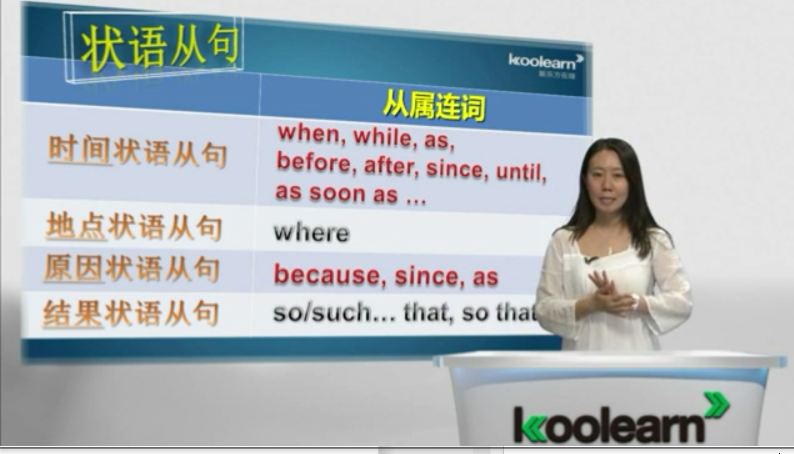 状语从句
koolearn
新东方在线
从属连词
时间状语从句
when, while, as,
before, after, since, until,
as soon as ...
地点状语从句
where
原因状语从句
because, since, as
结果状语从句
so/such... that, so that
koolearn